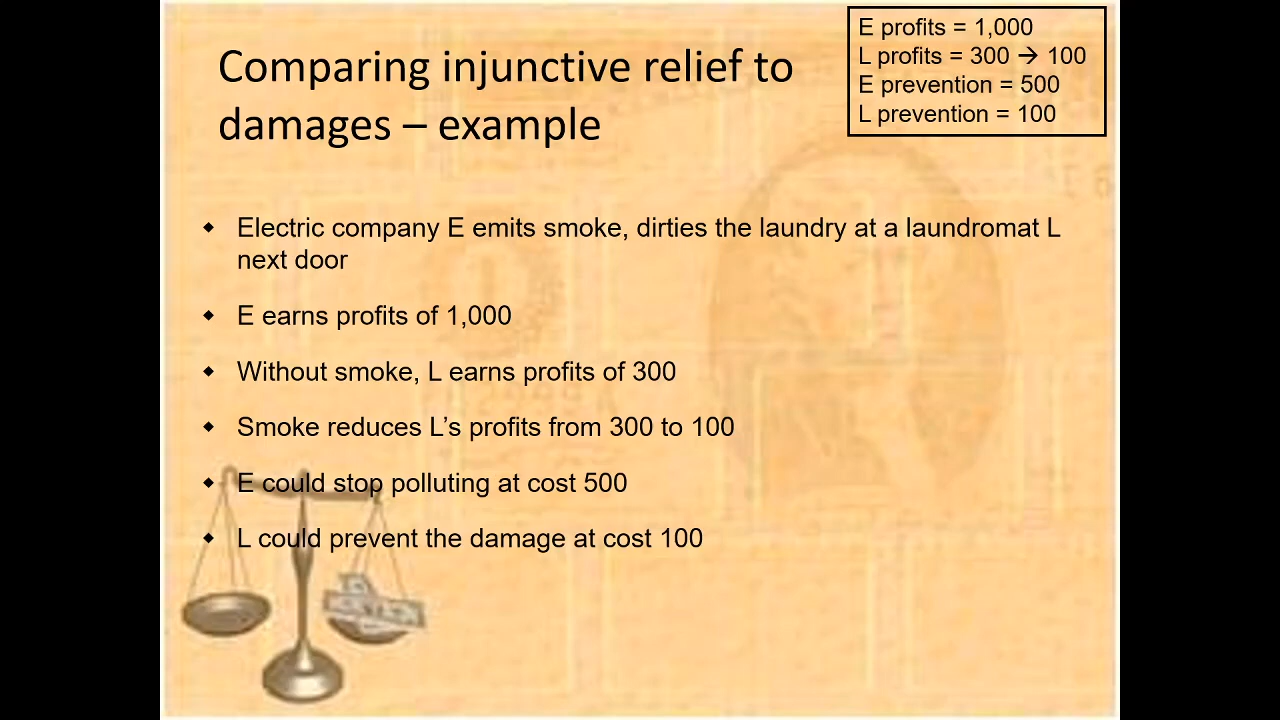 Comparing injunctive relief to
damages – example
E profits = 1,000
L profits = 300 → 100
E prevention = 500
L prevention = 100
◆ Electric company E emits smoke, dirties the laundry at a laundromat L
next door
◆ E earns profits of 1,000
◆ Without smoke, L earns profits of 300
◆ Smoke reduces L’s profits from 300 to 100
◆ E could stop polluting at cost 500
◆ L could prevent the damage at cost 100